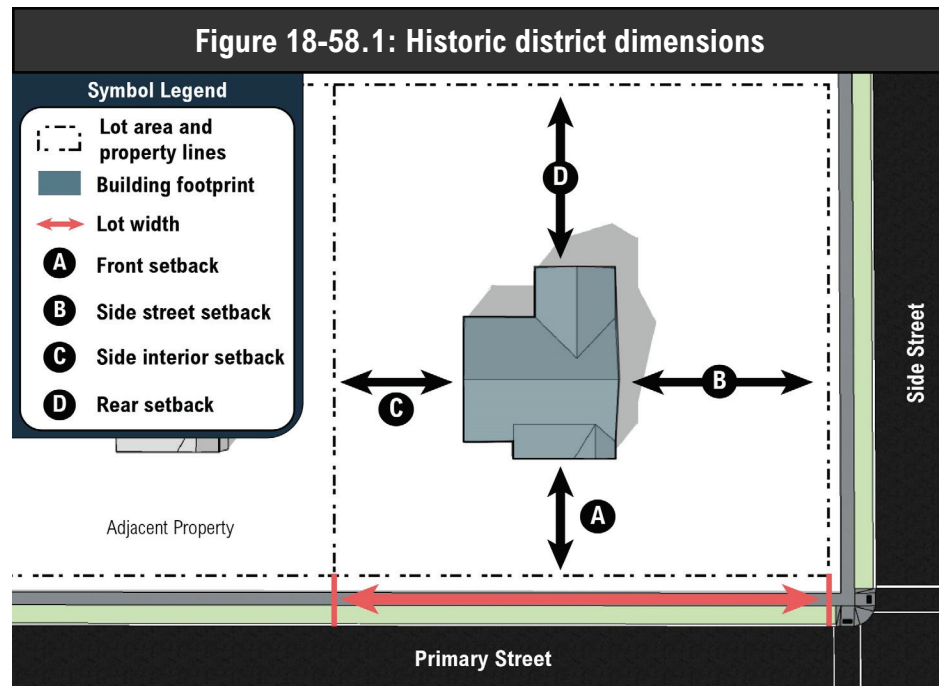 Figure 18-58.1: Historic district dimensions
Symbol Legend
Lot area and
property lines
Building footprint
Lot width
A Front setback
B Side street setback
C Side interior setback
D Rear setback
D
B
C
A
Side Street
Adjacent Property
Primary Street